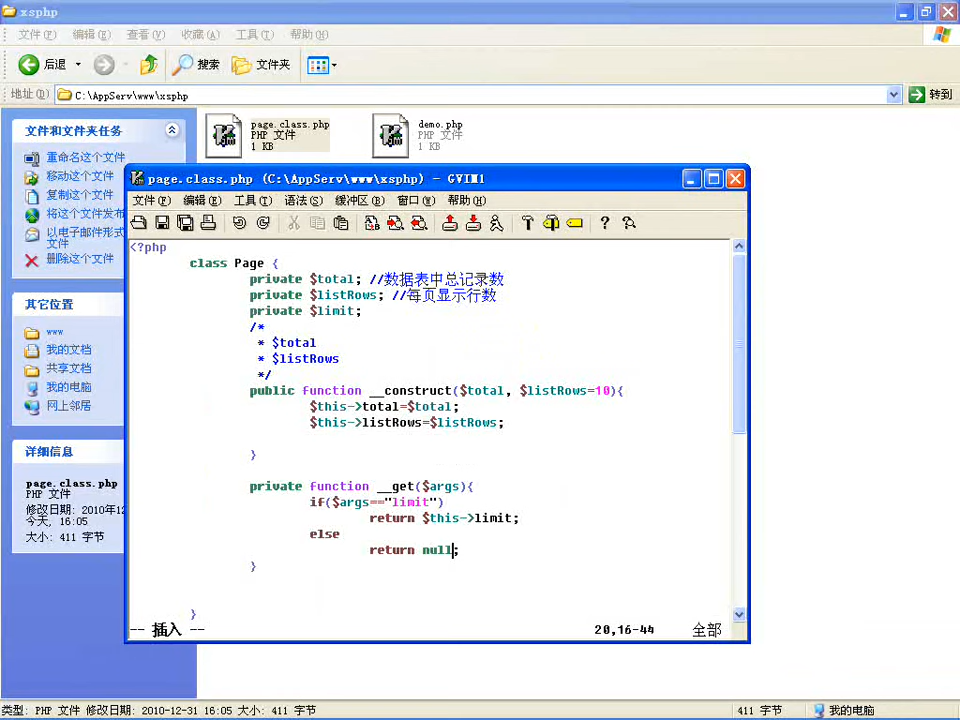 xsphp
文件(F) 编辑(E) 查看(V) 收藏(A) 工具(T) 帮助(H)
后退 搜索 文件夹
地址(D) C:\AppServ\www\xsphp 转到
文件和文件夹任务
重命名这个文件
移动这个文件
复制这个文件
将这个文件发布
以电子邮件形式
文件
删除这个文件
其它位置
www
我的文档
共享文档
我的电脑
网上邻居
详细信息
page.class.php
PHP 文件
修改日期: 2010年12
今天, 16:05
大小: 411 字节
page.class.php
PHP 文件
1 KB
demo.php
PHP 文件
1 KB
page.class.php (C:\AppServ\www\xsphp) - GVIM1
文件(F) 编辑(E) 工具(T) 语法(S) 缓冲区(B) 窗口(W) 帮助(H)
<?php
class Page {
private $total; //数据表中总记录数
private $listRows; //每页显示行数
private $limit;
/*
* $total
* $listRows
*/
public function __construct($total, $listRows=10){
$this->total=$total;
$this->listRows=$listRows;
}
private function __get($args){
if($args=="limit")
return $this->limit;
else
return null;
}
}
-- 插入 -- 20,16-44 全部
类型: PHP 文件 修改日期: 2010-12-31 16:05 大小: 411 字节 411 字节 我的电脑